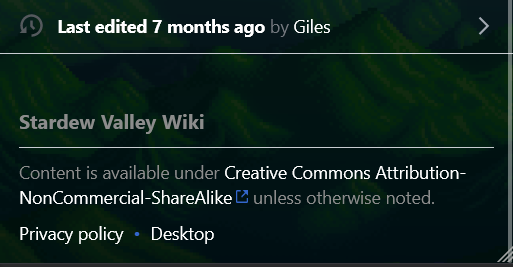 Last edited 7 months ago by Giles
Stardew Valley Wiki
Content is available under Creative Commons Attribution-
NonCommercial-ShareAlike unless otherwise noted.
Privacy policy • Desktop